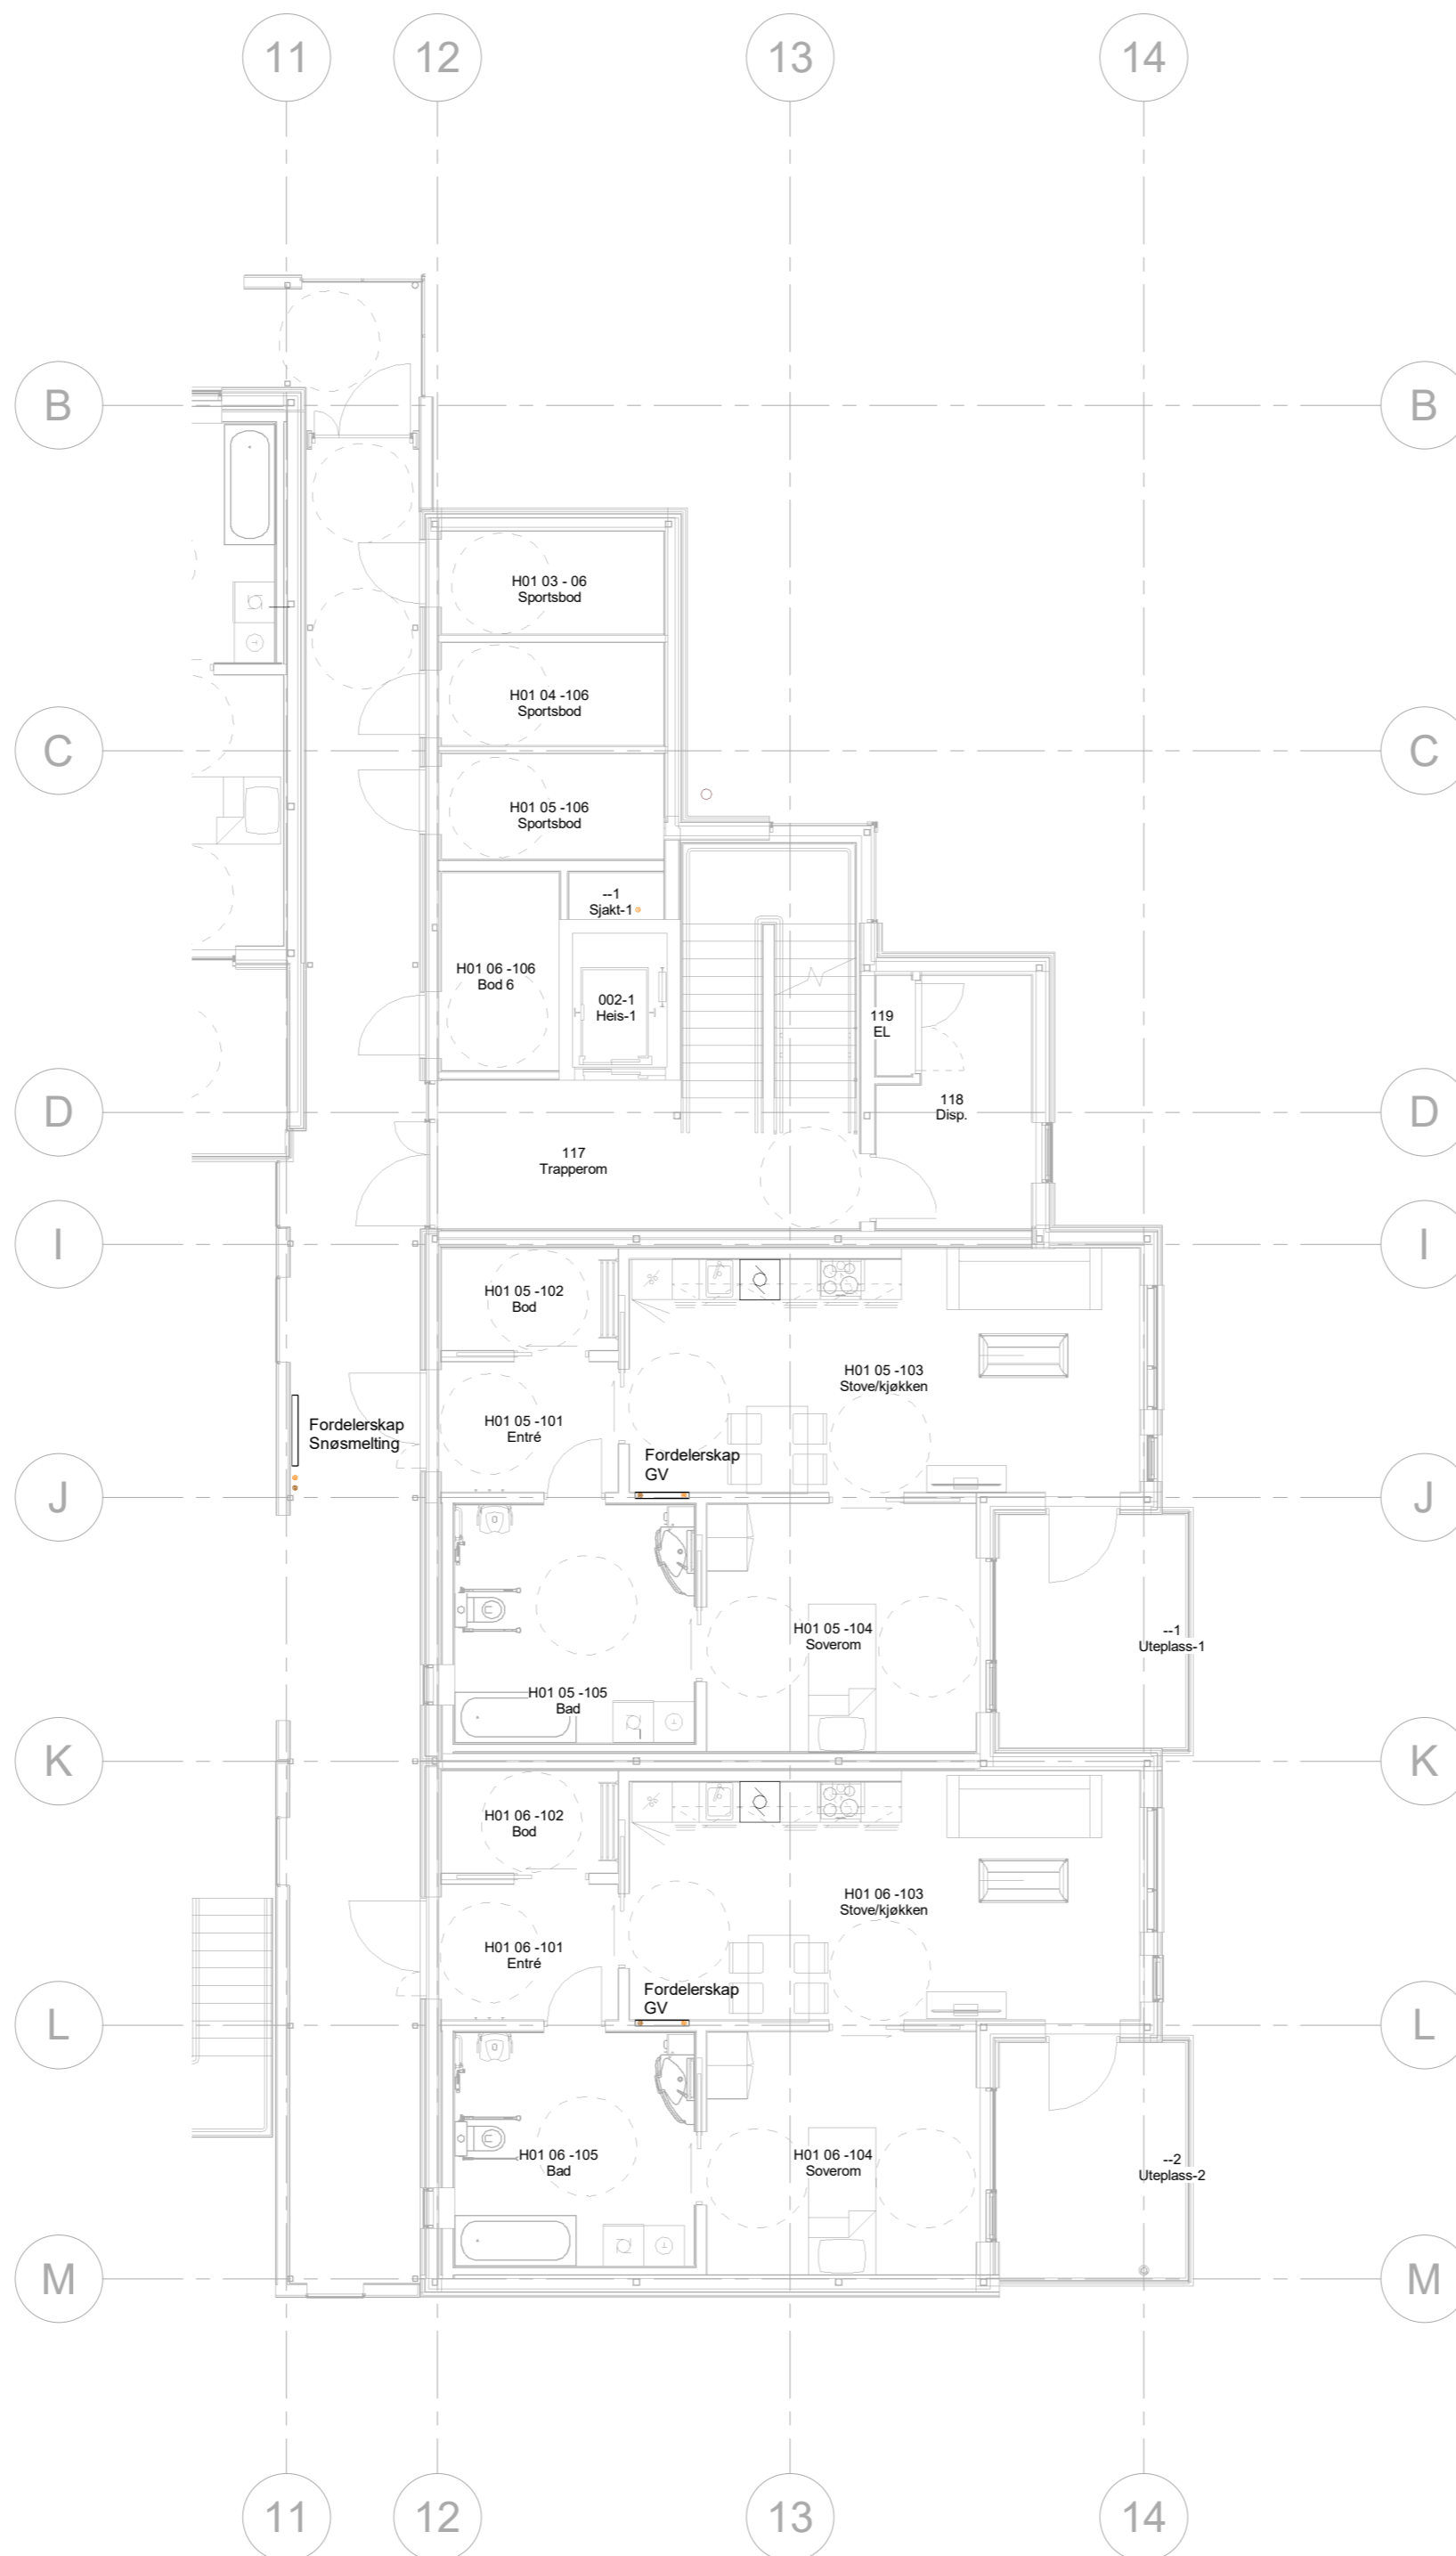 11
12
13
14
B
B
H01 03 - 06
Sportsbod
H01 04 -106
Sportsbod
C
C
H01 05 -106
Sportsbod
--1
Sjakt-1
H01 06 -106
Bod 6
002-1
Heis-1
119
EL
118
Disp.
D
D
117
Trapperom
I
I
H01 05 -102
Bod
H01 05 -103
Stove/kjøkken
Fordelerskap
Snøsmelting
H01 05 -101
Entré
Fordelerskap
GV
J
J
H01 05 -104
Soverom
--1
Uteplass-1
H01 05 -105
Bad
K
K
H01 06 -102
Bod
H01 06 -103
Stove/kjøkken
H01 06 -101
Entré
Fordelerskap
GV
L
L
H01 06 -105
Bad
H01 06 -104
Soverom
--2
Uteplass-2
M
M
11
12
13
14